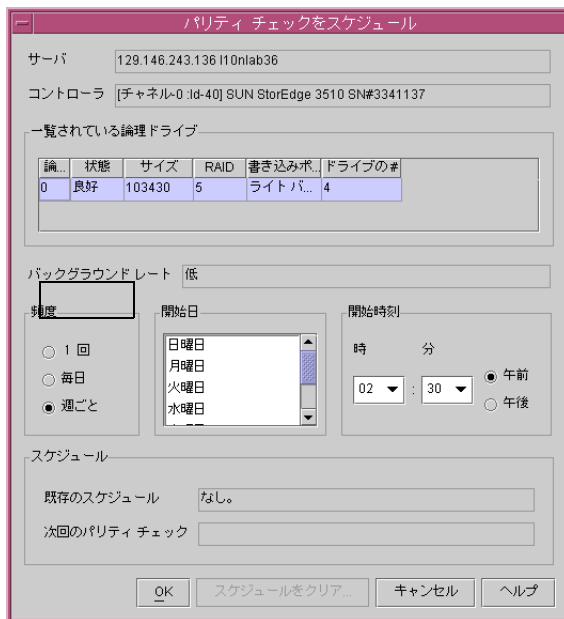 パリティ チェックをスケジュール
サーバ 129.146.243.136 l10nlab36
コントローラ [チャネル-0 :Id-40] SUN StorEdge 3510 SN#3341137
一覧されている論理ドライブ
論... 状態 サイズ RAID 書き込みポ... ドライブの#
0 良好 103430 5 ライト バ... 4
バックグラウンド レート 低
頻度 開始日 開始時刻
1 回
毎日
週ごと
日曜日
月曜日
火曜日
水曜日
時 分
02 : 30
午前
午後
スケジュール
既存のスケジュール なし。
次回のパリティ チェック
OK スケジュールをクリア... キャンセル ヘルプ